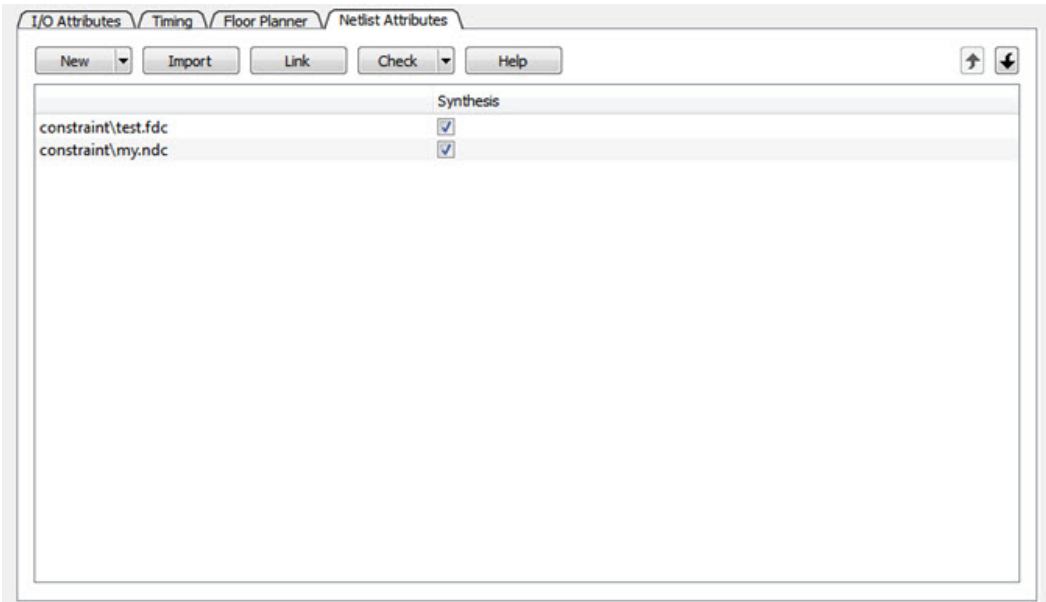 I/O Attributes Timing Floor Planner Netlist Attributes
New Import Link Check Help
Synthesis
constraint\test.fdc
constraint\my.ndc